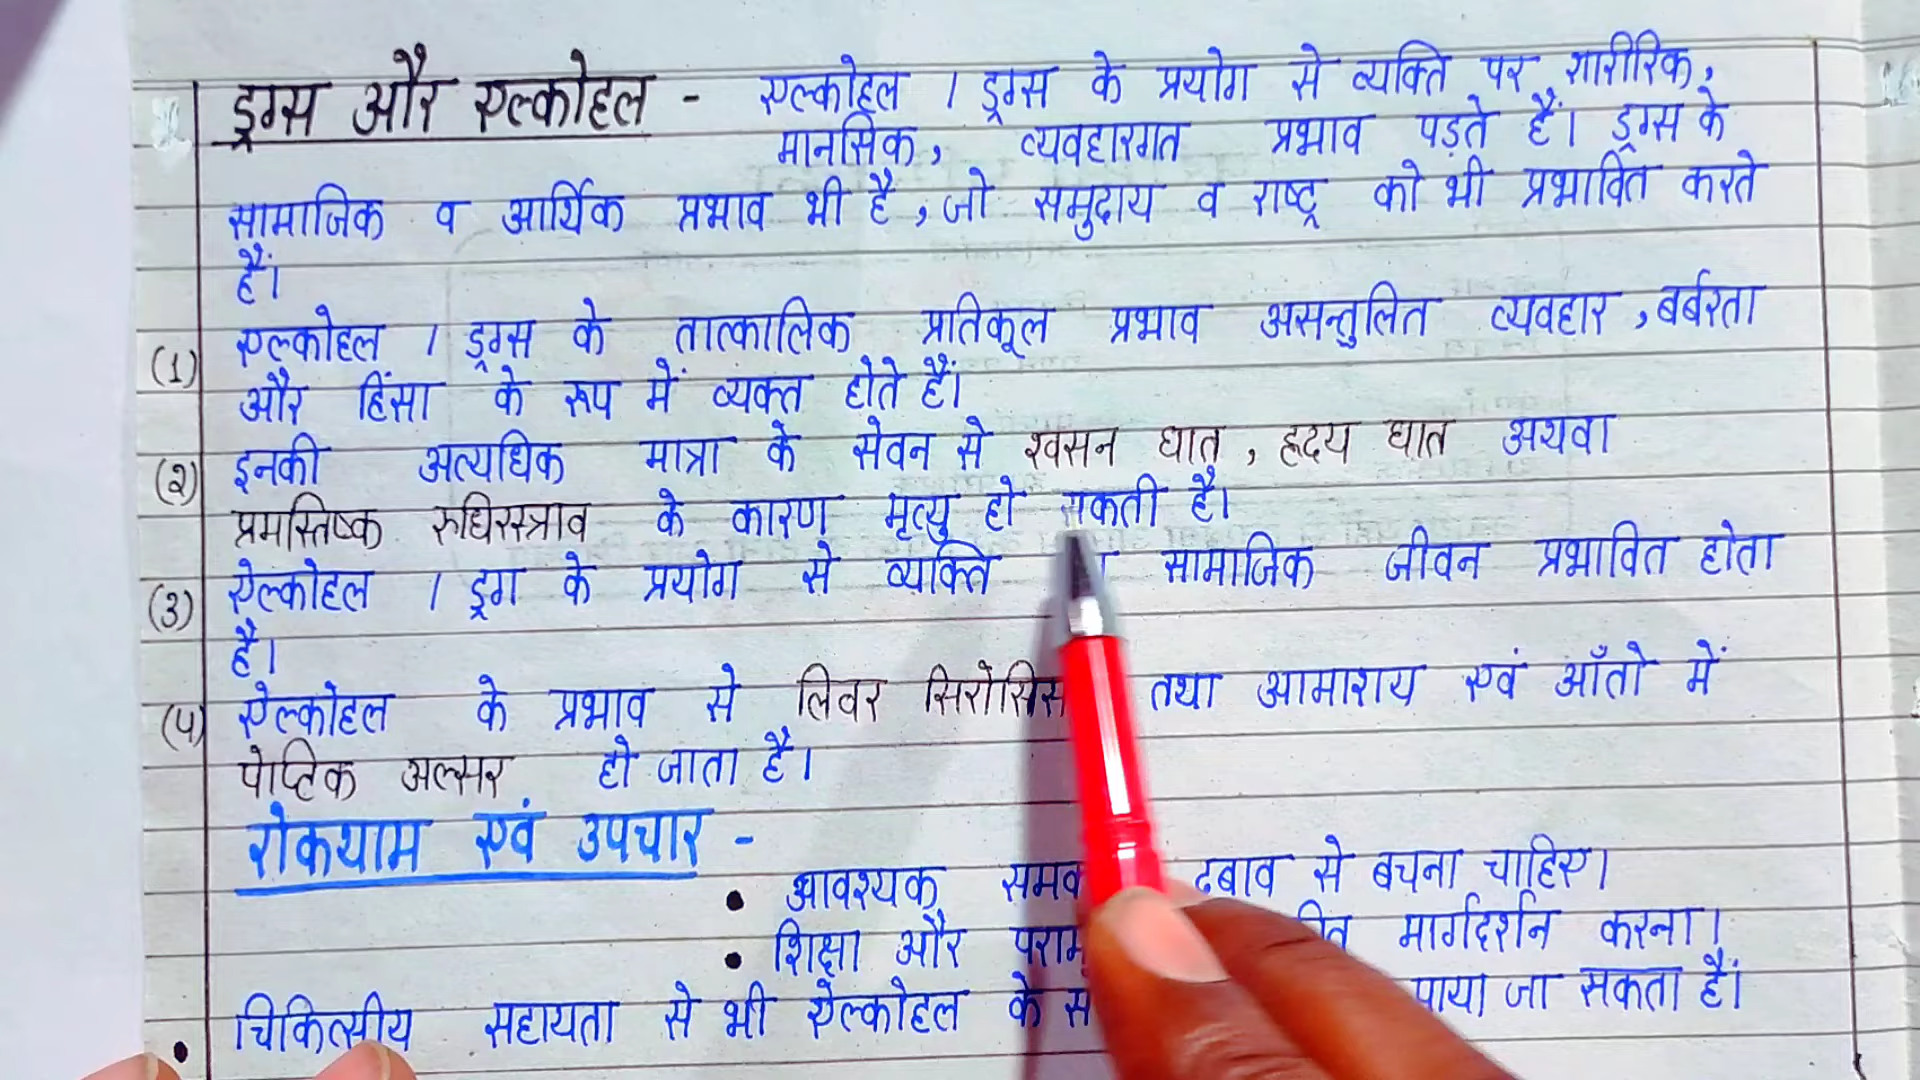 ड्रग्स और एल्कोहल - एल्कोहल / ड्रग्स के प्रयोग से व्यक्ति पर शारीरिक,
मानसिक, व्यवहारगत प्रभाव पड़ते हैं। ड्रग्स के
सामाजिक व आर्थिक प्रभाव भी है, जो समुदाय व राष्ट्र को भी प्रभावित करते
हैं।
(1) एल्कोहल / ड्रग्स के तात्कालिक प्रतिकूल प्रभाव असन्तुलित व्यवहार, बर्बरता
और हिंसा के रूप में व्यक्त होते हैं।
(२) इनकी अत्यधिक मात्रा के सेवन से श्वसन घात, हृदय घात अथवा
प्रमस्तिष्क रुधिरस्त्राव के कारण मृत्यु हो सकती है।
(3) ऐल्कोहल / ड्रग के प्रयोग से व्यक्ति सामाजिक जीवन प्रभावित होता
है।
(4) ऐल्कोहल के प्रभाव से लिवर सिरोसिस तथा आमाशय एवं आँतो में
पेप्टिक अल्सर हो जाता है।
रोकथाम एवं उपचार -
• आवश्यक दबाव से बचना चाहिए।
• शिक्षा और मार्गदर्शन करना।
• चिकित्सीय सहायता से भी ऐल्कोहल के पाया जा सकता हैं।